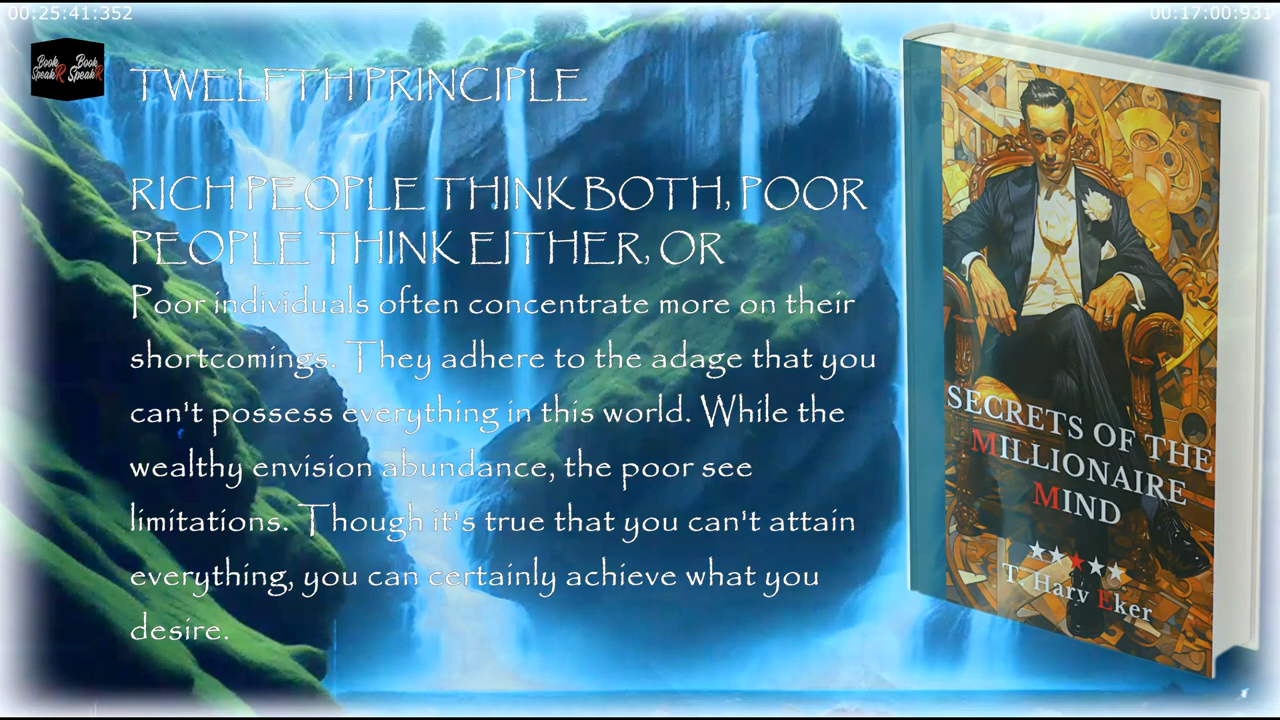 00:25:41:352
00:17:00:931
Book Book
SpeakR SpeakR
TWELFTH PRINCIPLE
RICH PEOPLE THINK BOTH, POOR
PEOPLE THINK EITHER, OR
Poor individuals often concentrate more on their
shortcomings. They adhere to the adage that you
can't possess everything in this world. While the
wealthy envision abundance, the poor see
limitations. Though it's true that you can't attain
everything, you can certainly achieve what you
desire.
SECRETS OF THE
MILLIONAIRE
MIND
T. Harv Eker